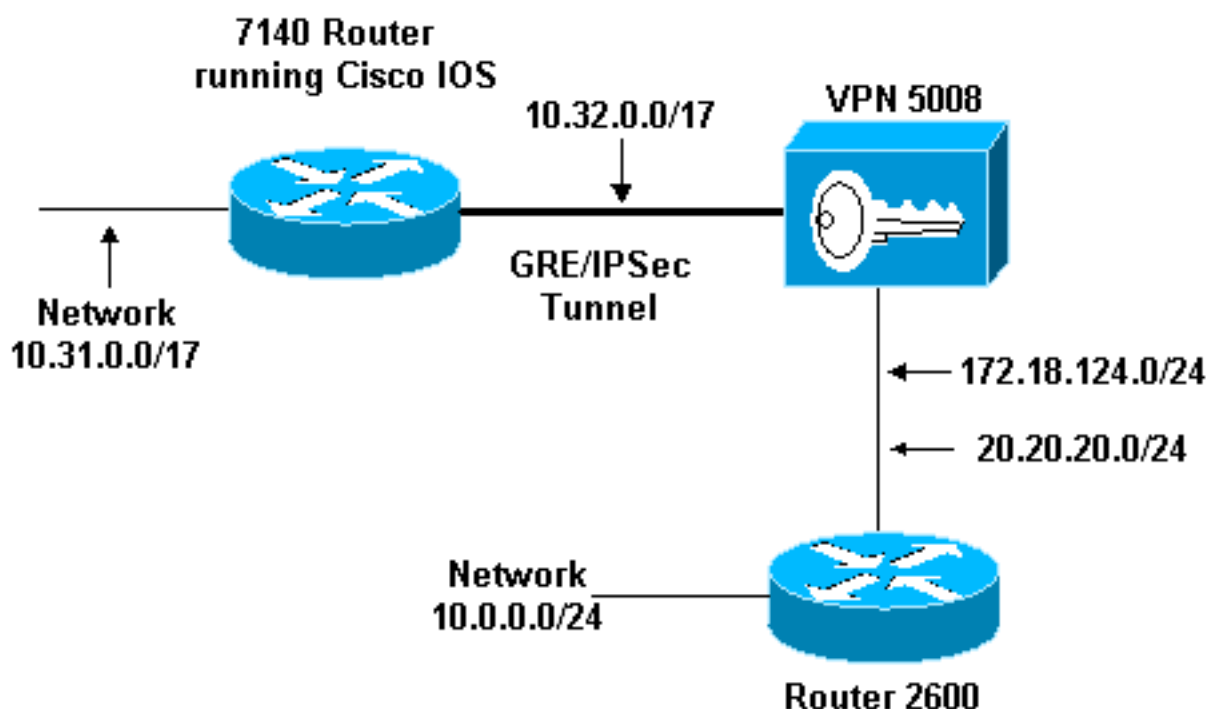 7140 Router
running Cisco IOS
10.32.0.0/17
VPN 5008
GRE/IPSec
Tunnel
Network
10.31.0.0/17
172.18.124.0/24
20.20.20.0/24
Network
10.0.0.0/24
Router 2600